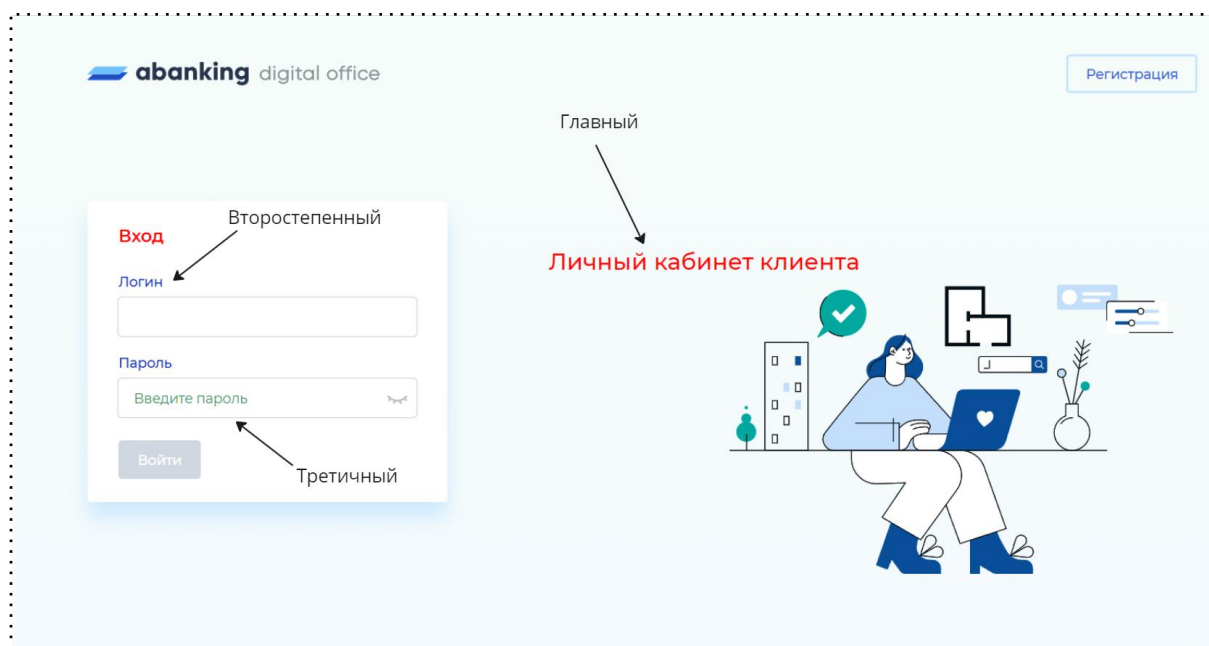 abanking digital office
Регистрация
Главный
Второстепенный
Вход
Личный кабинет клиента
Логин
Пароль
Введите пароль
Войти
Третичный